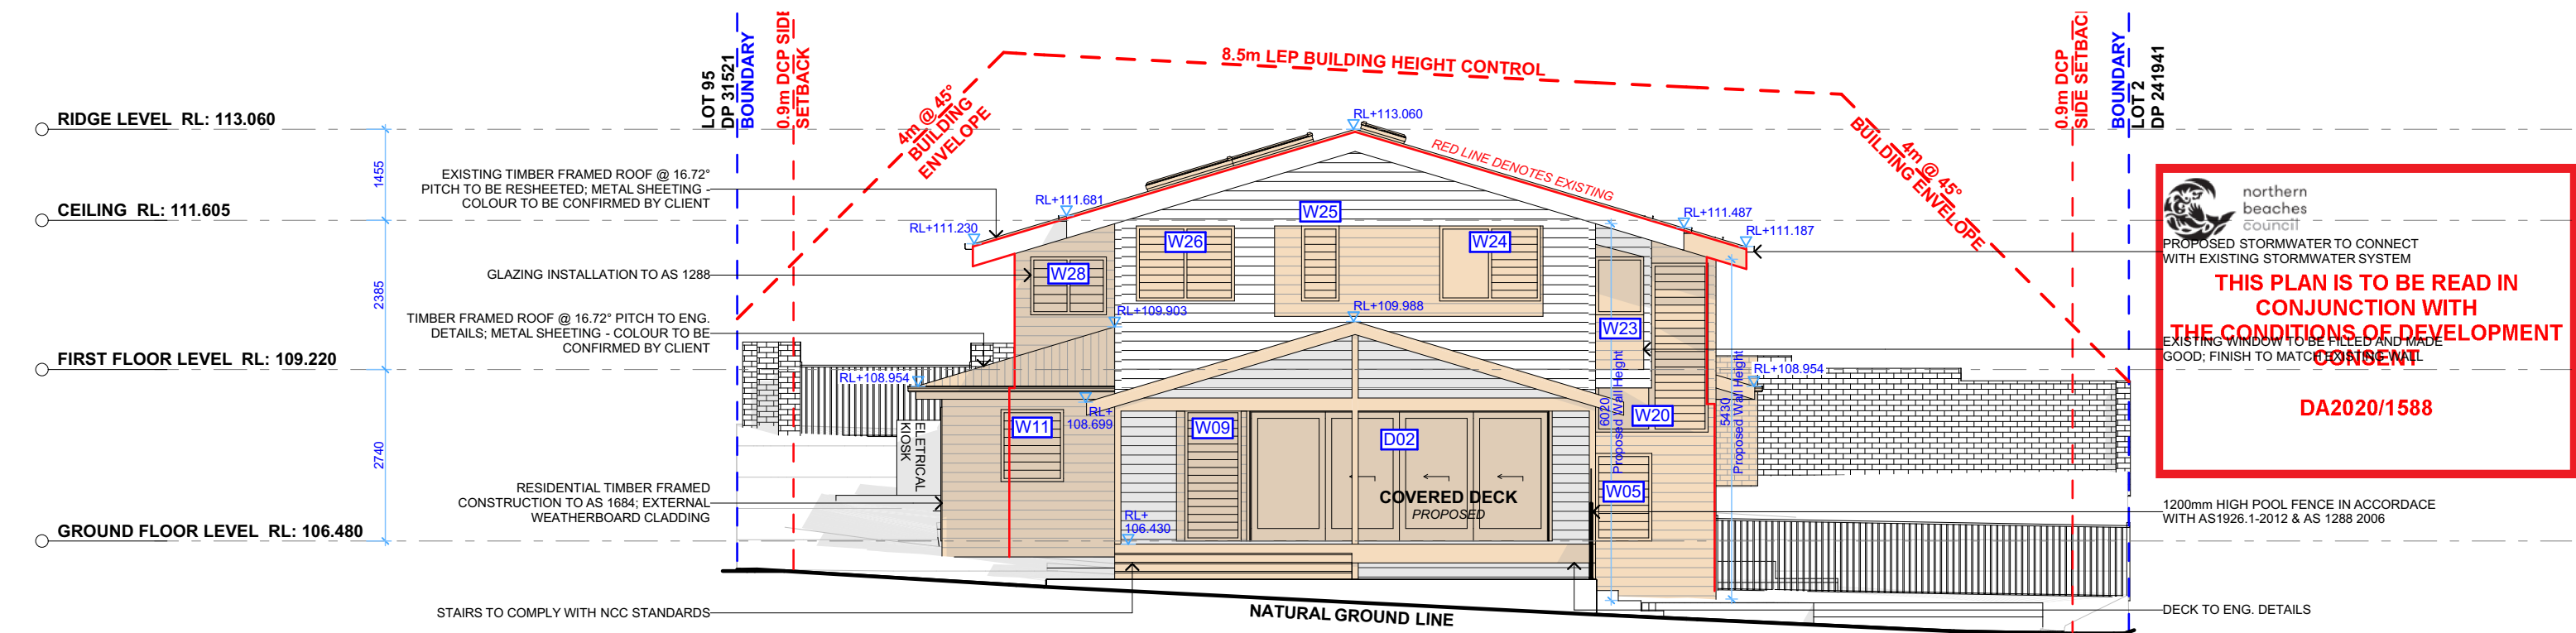 LOT 95
DP 31521
BOUNDARY
0.9m DCP SIDE
SETBACK
8.5m LEP BUILDING HEIGHT CONTROL
0.9m DCP
SIDE SETBACK
BOUNDARY
LOT 2
DP 241941
RIDGE LEVEL RL: 113.060
CEILING RL: 111.605
FIRST FLOOR LEVEL RL: 109.220
GROUND FLOOR LEVEL RL: 106.480
1455
2385
2740
4m @ 45°
BUILDING
ENVELOPE
4m @ 45°
BUILDING ENVELOPE
EXISTING TIMBER FRAMED ROOF @ 16.72°
PITCH TO BE RESHEETED; METAL SHEETING -
COLOUR TO BE CONFIRMED BY CLIENT
GLAZING INSTALLATION TO AS 1288
TIMBER FRAMED ROOF @ 16.72° PITCH TO ENG.
DETAILS; METAL SHEETING - COLOUR TO BE
CONFIRMED BY CLIENT
RESIDENTIAL TIMBER FRAMED
CONSTRUCTION TO AS 1684; EXTERNAL
WEATHERBOARD CLADDING
STAIRS TO COMPLY WITH NCC STANDARDS
RL+113.060
RED LINE DENOTES EXISTING
RL+111.681
RL+111.230
RL+111.487
RL+111.187
W25
W26
W24
W28
RL+109.903
RL+109.988
W23
RL+108.954
RL+108.954
RL+
108.699
W11
W09
D02
W20
W05
ELETRICAL
KIOSK
6020
Proposed Wall Height
5430
Proposed Wall Height
COVERED DECK
PROPOSED
RL+
106.430
NATURAL GROUND LINE
northern
beaches
council
PROPOSED STORMWATER TO CONNECT
WITH EXISTING STORMWATER SYSTEM
THIS PLAN IS TO BE READ IN
CONJUNCTION WITH
THE CONDITIONS OF DEVELOPMENT
CONSENT
EXISTING WINDOW TO BE FILLED AND MADE
GOOD; FINISH TO MATCH EXISTING WALL
DA2020/1588
1200mm HIGH POOL FENCE IN ACCORDACE
WITH AS1926.1-2012 & AS 1288 2006
DECK TO ENG. DETAILS